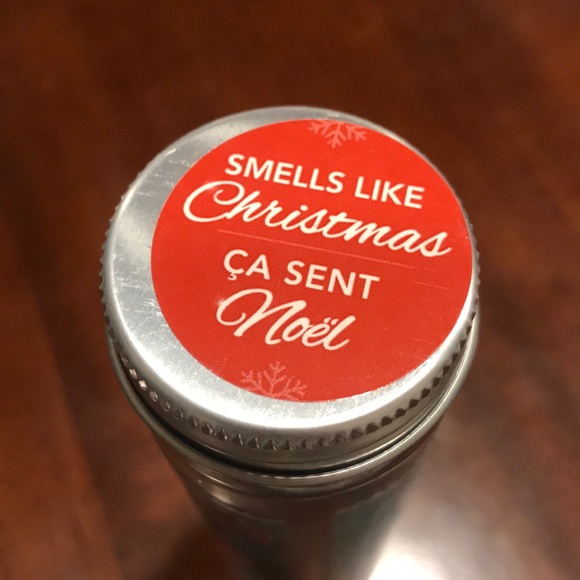 SMELLS LIKE
Christmas
ÇA SENT
Noël